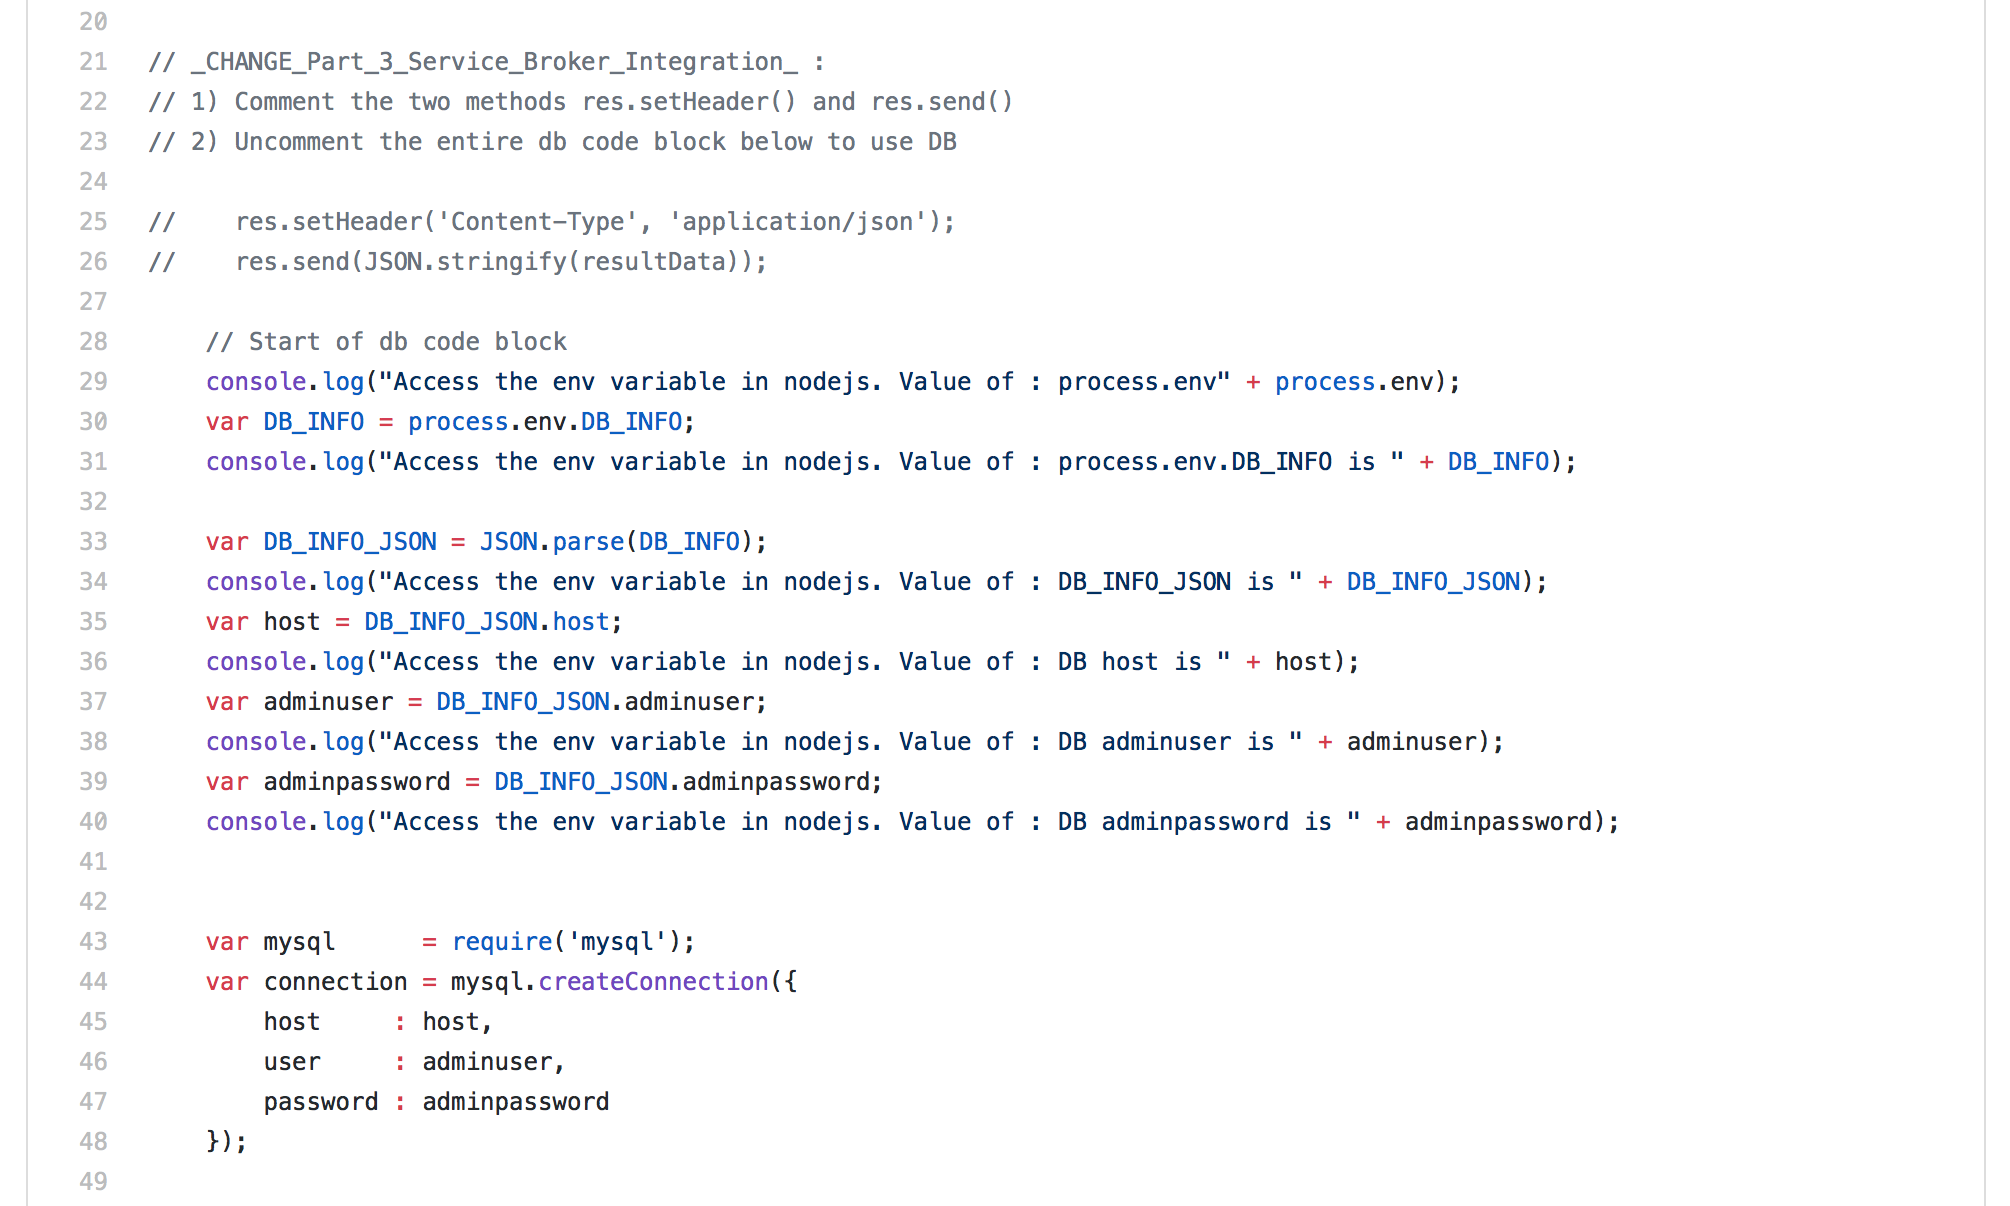 20
21 // _CHANGE_Part_3_Service_Broker_Integration_ :
22 // 1) Comment the two methods res.setHeader() and res.send()
23 // 2) Uncomment the entire db code block below to use DB
24
25 //    res.setHeader('Content-Type', 'application/json');
26 //    res.send(JSON.stringify(resultData));
27
28     // Start of db code block
29     console.log("Access the env variable in nodejs. Value of : process.env" + process.env);
30     var DB_INFO = process.env.DB_INFO;
31     console.log("Access the env variable in nodejs. Value of : process.env.DB_INFO is " + DB_INFO);
32
33     var DB_INFO_JSON = JSON.parse(DB_INFO);
34     console.log("Access the env variable in nodejs. Value of : DB_INFO_JSON is " + DB_INFO_JSON);
35     var host = DB_INFO_JSON.host;
36     console.log("Access the env variable in nodejs. Value of : DB host is " + host);
37     var adminuser = DB_INFO_JSON.adminuser;
38     console.log("Access the env variable in nodejs. Value of : DB adminuser is " + adminuser);
39     var adminpassword = DB_INFO_JSON.adminpassword;
40     console.log("Access the env variable in nodejs. Value of : DB adminpassword is " + adminpassword);
41
42
43     var mysql      = require('mysql');
44     var connection = mysql.createConnection({
45         host     : host,
46         user     : adminuser,
47         password : adminpassword
48     });
49